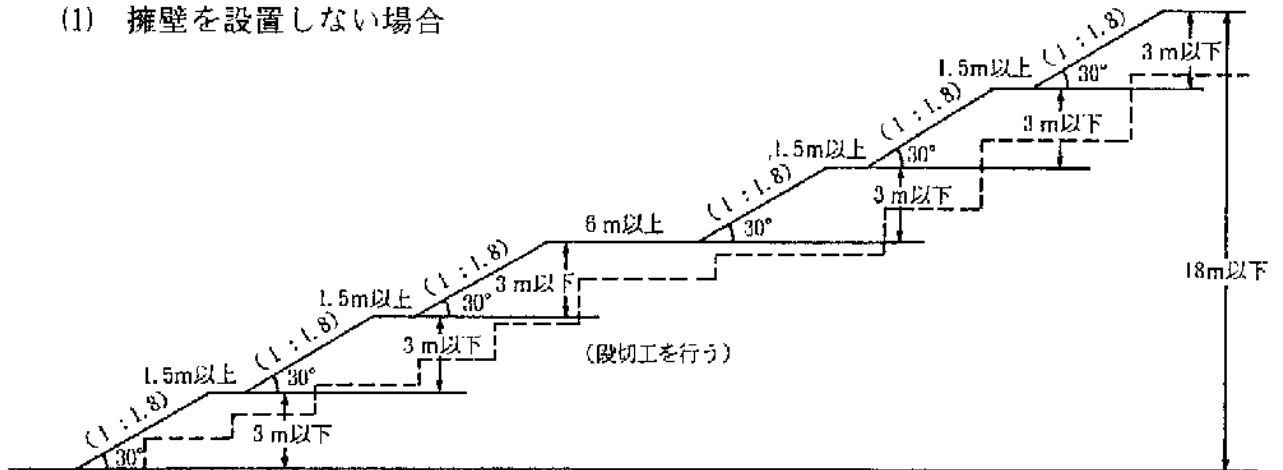 (1) 擁壁を設置しない場合
(1:1.8)
3m以下
1.5m以上
30°
(1:1.8)
3m以下
1.5m以上
30°
3m以下
(1:1.8)
6m以上
30°
18m以下
(1:1.8)
3m以下
1.5m以上
30°
(1:1.8)
3m以下
(段切工を行う)
1.5m以上
30°
(1:1.8)
3m以下
30°